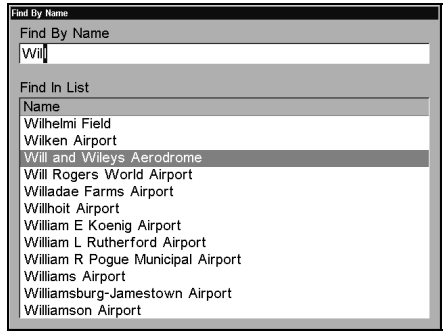 Find By Name
Find By Name
Will
Find In List
Name
Wilhelmi Field
Wilken Airport
Will and Wileys Aerodrome
Will Rogers World Airport
Willadae Farms Airport
Willhoit Airport
William E Koenig Airport
William L Rutherford Airport
William R Pogue Municipal Airport
Williams Airport
Williamsburg-Jamestown Airport
Williamson Airport